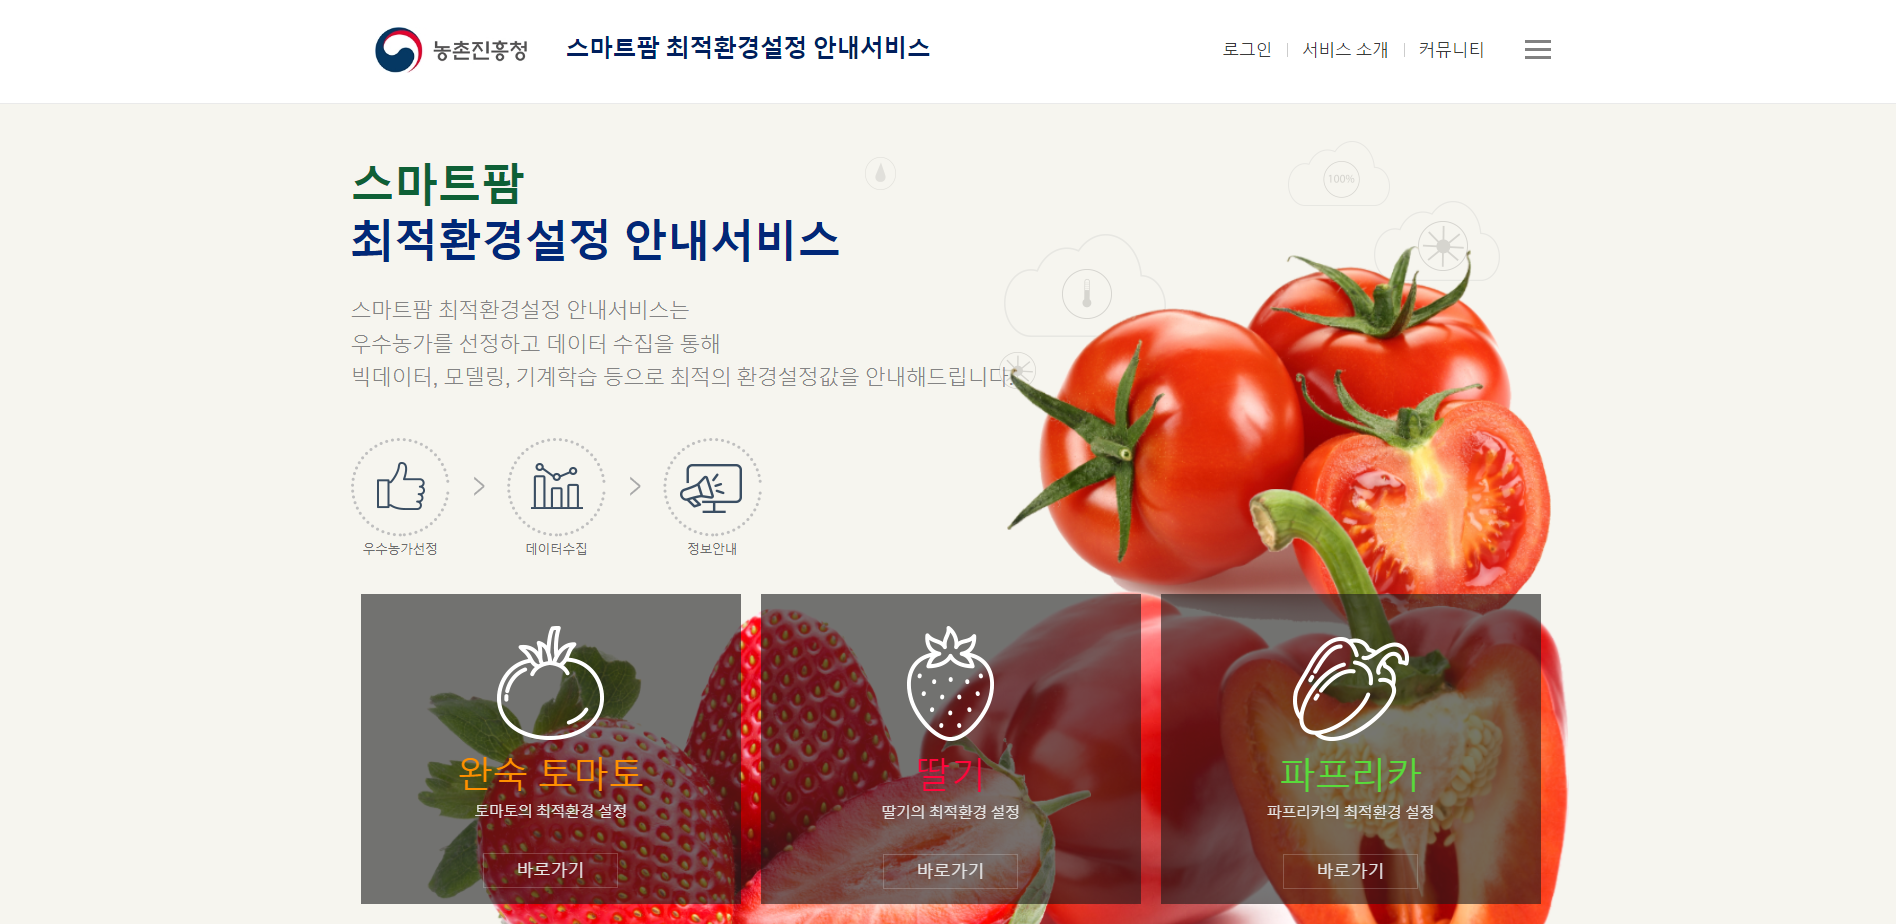 농촌진흥청
스마트팜 최적환경설정 안내서비스
로그인
서비스 소개
커뮤니티
100%
스마트팜
최적환경설정 안내서비스
스마트팜 최적환경설정 안내서비스는
우수농가를 선정하고 데이터 수집을 통해
빅데이터, 모델링, 기계학습 등으로 최적의 환경설정값을 안내해드립니다.
우수농가선정
데이터수집
정보안내
완숙 토마토
토마토의 최적환경 설정
바로가기
딸기
딸기의 최적환경 설정
바로가기
파프리카
파프리카의 최적환경 설정
바로가기